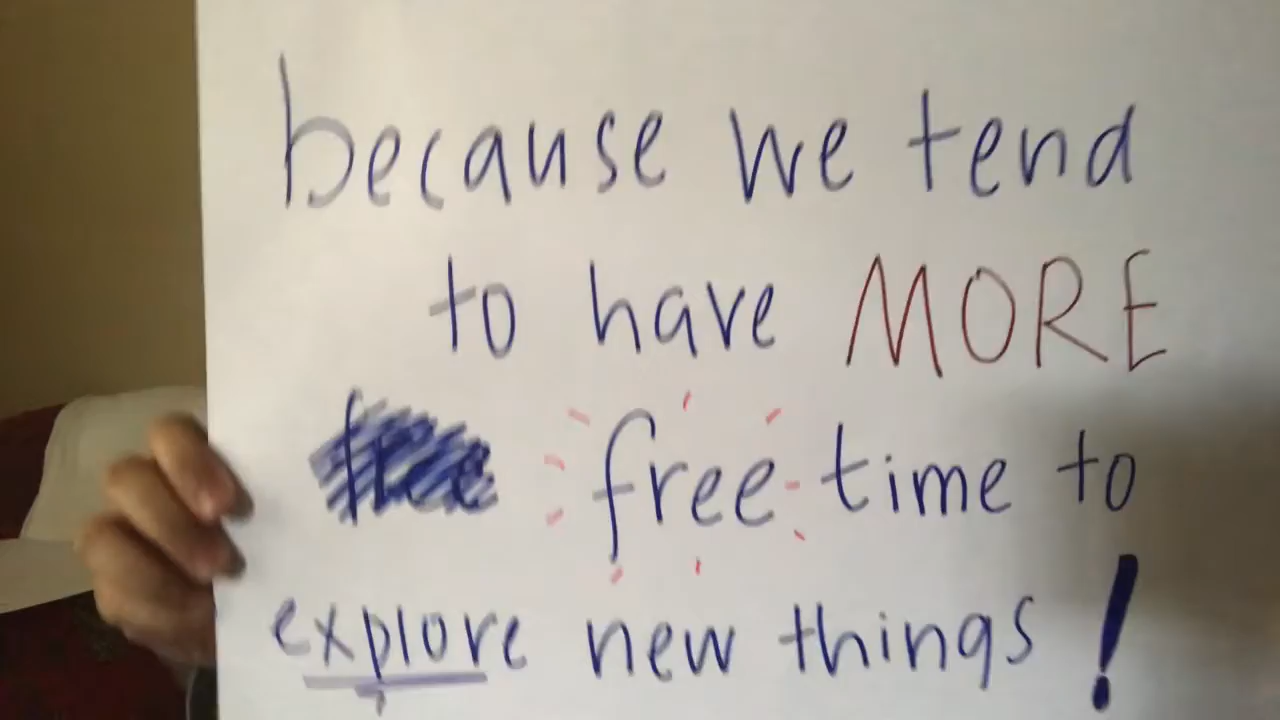 because we tend
to have MORE
free time to
explore new things!